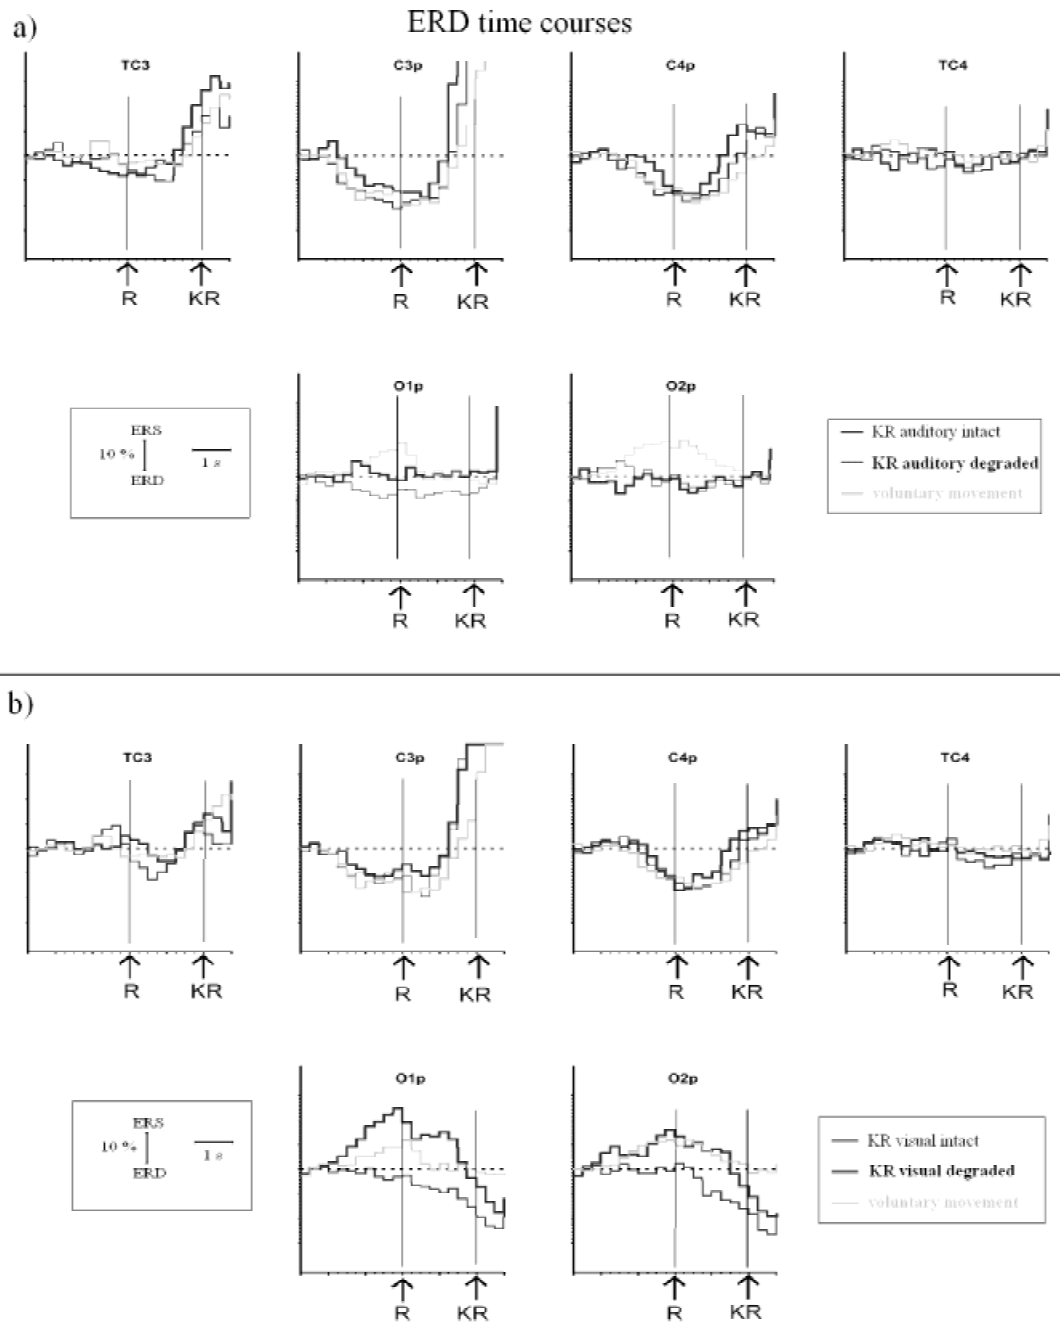 a)
ERD time courses
TC3
C3p
C4p
TC4
R
KR
R
KR
R
KR
R
KR
O1p
O2p
ERS
10 %
1 s
ERD
KR auditory intact
KR auditory degraded
voluntary movement
R
KR
R
KR
b)
TC3
C3p
C4p
TC4
R
KR
R
KR
R
KR
R
KR
O1p
O2p
ERS
10 %
1 s
ERD
KR visual intact
KR visual degraded
voluntary movement
R
KR
R
KR